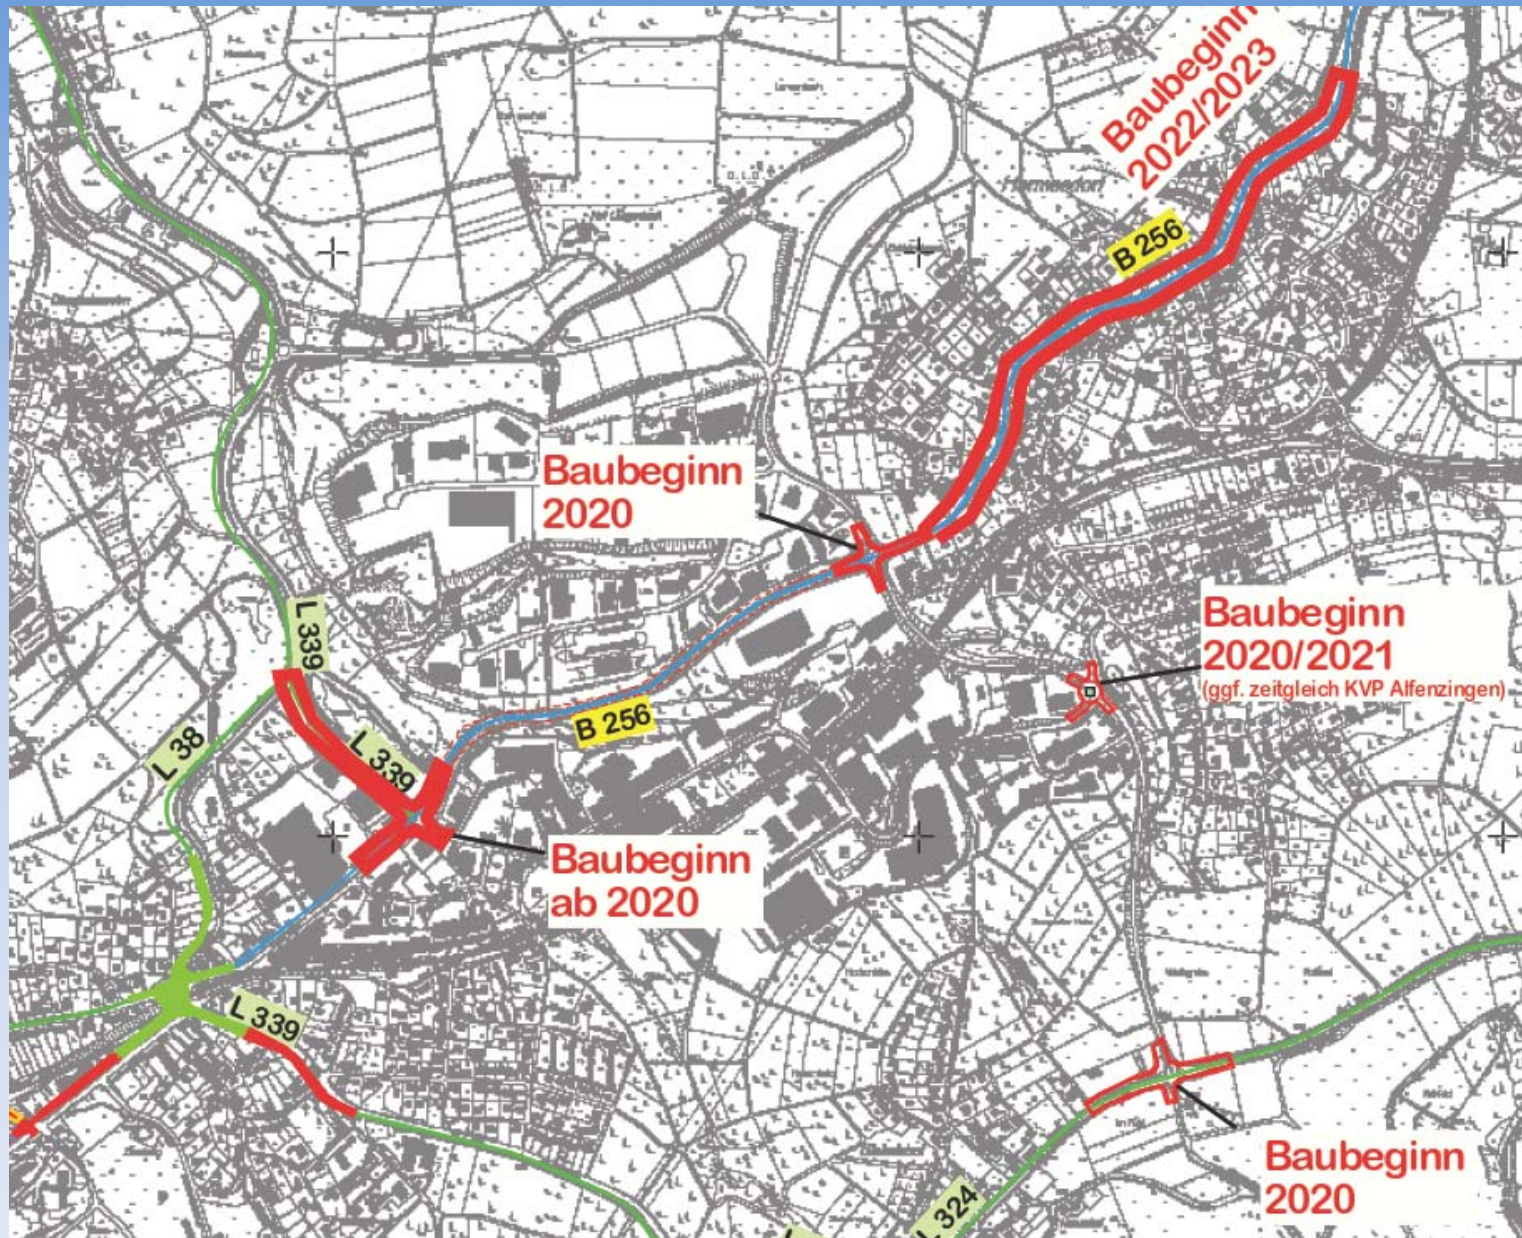 Baubeginn
2022/2023
B 256
Baubeginn
2020
Baubeginn
2020/2021
(ggf. zeitgleich KVP Alfenzingen)
L 339
B 256
L 38
L 339
Baubeginn
ab 2020
L 339
Baubeginn
2020
L 324